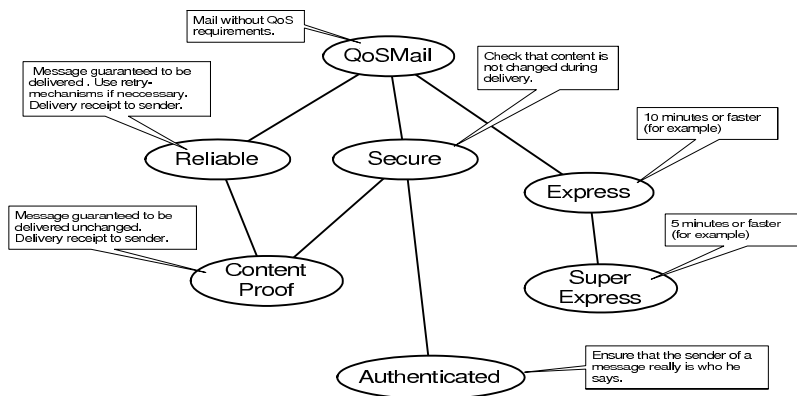 Mail without QoS
requirements.
QoSMail
Message guaranteed to be
delivered . Use retry-
mechanisms if neccessary.
Delivery receipt to sender.
Check that content is
not changed during
delivery.
10 minutes or faster
(for example)
Reliable
Secure
Express
Message guaranteed to be
delivered unchanged.
Delivery receipt to sender.
5 minutes or faster
(for example)
Content
Proof
Super
Express
Ensure that the sender of a
message really is who he
says.
Authenticated